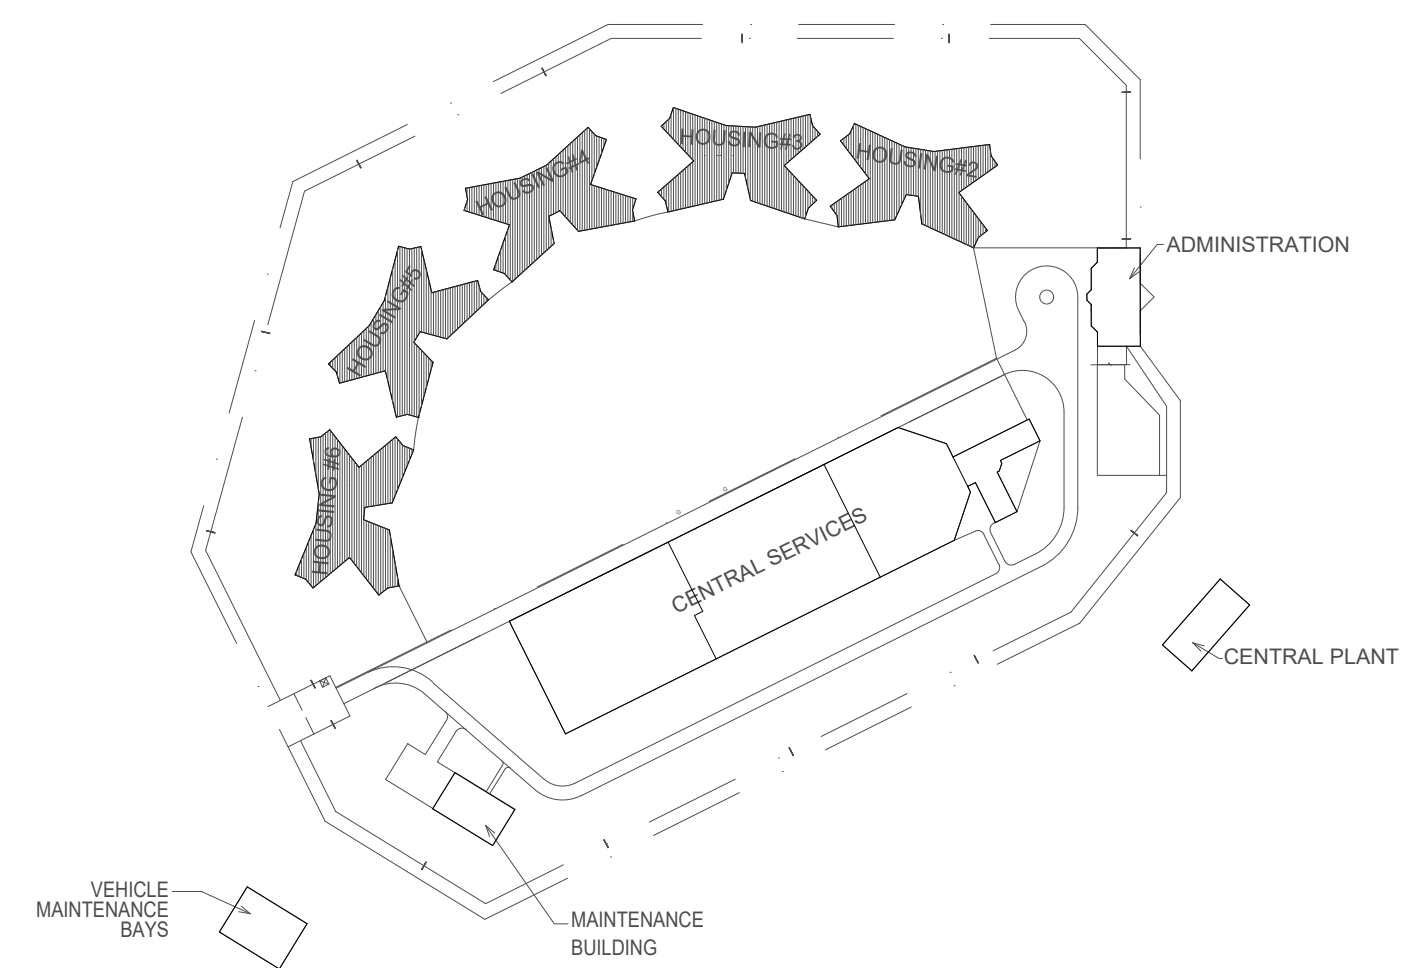 HOUSING#3
HOUSING#2
HOUSING#4
ADMINISTRATION
HOUSING#5
HOUSING #6
CENTRAL SERVICES
CENTRAL PLANT
VEHICLE
MAINTENANCE
BAYS
MAINTENANCE
BUILDING